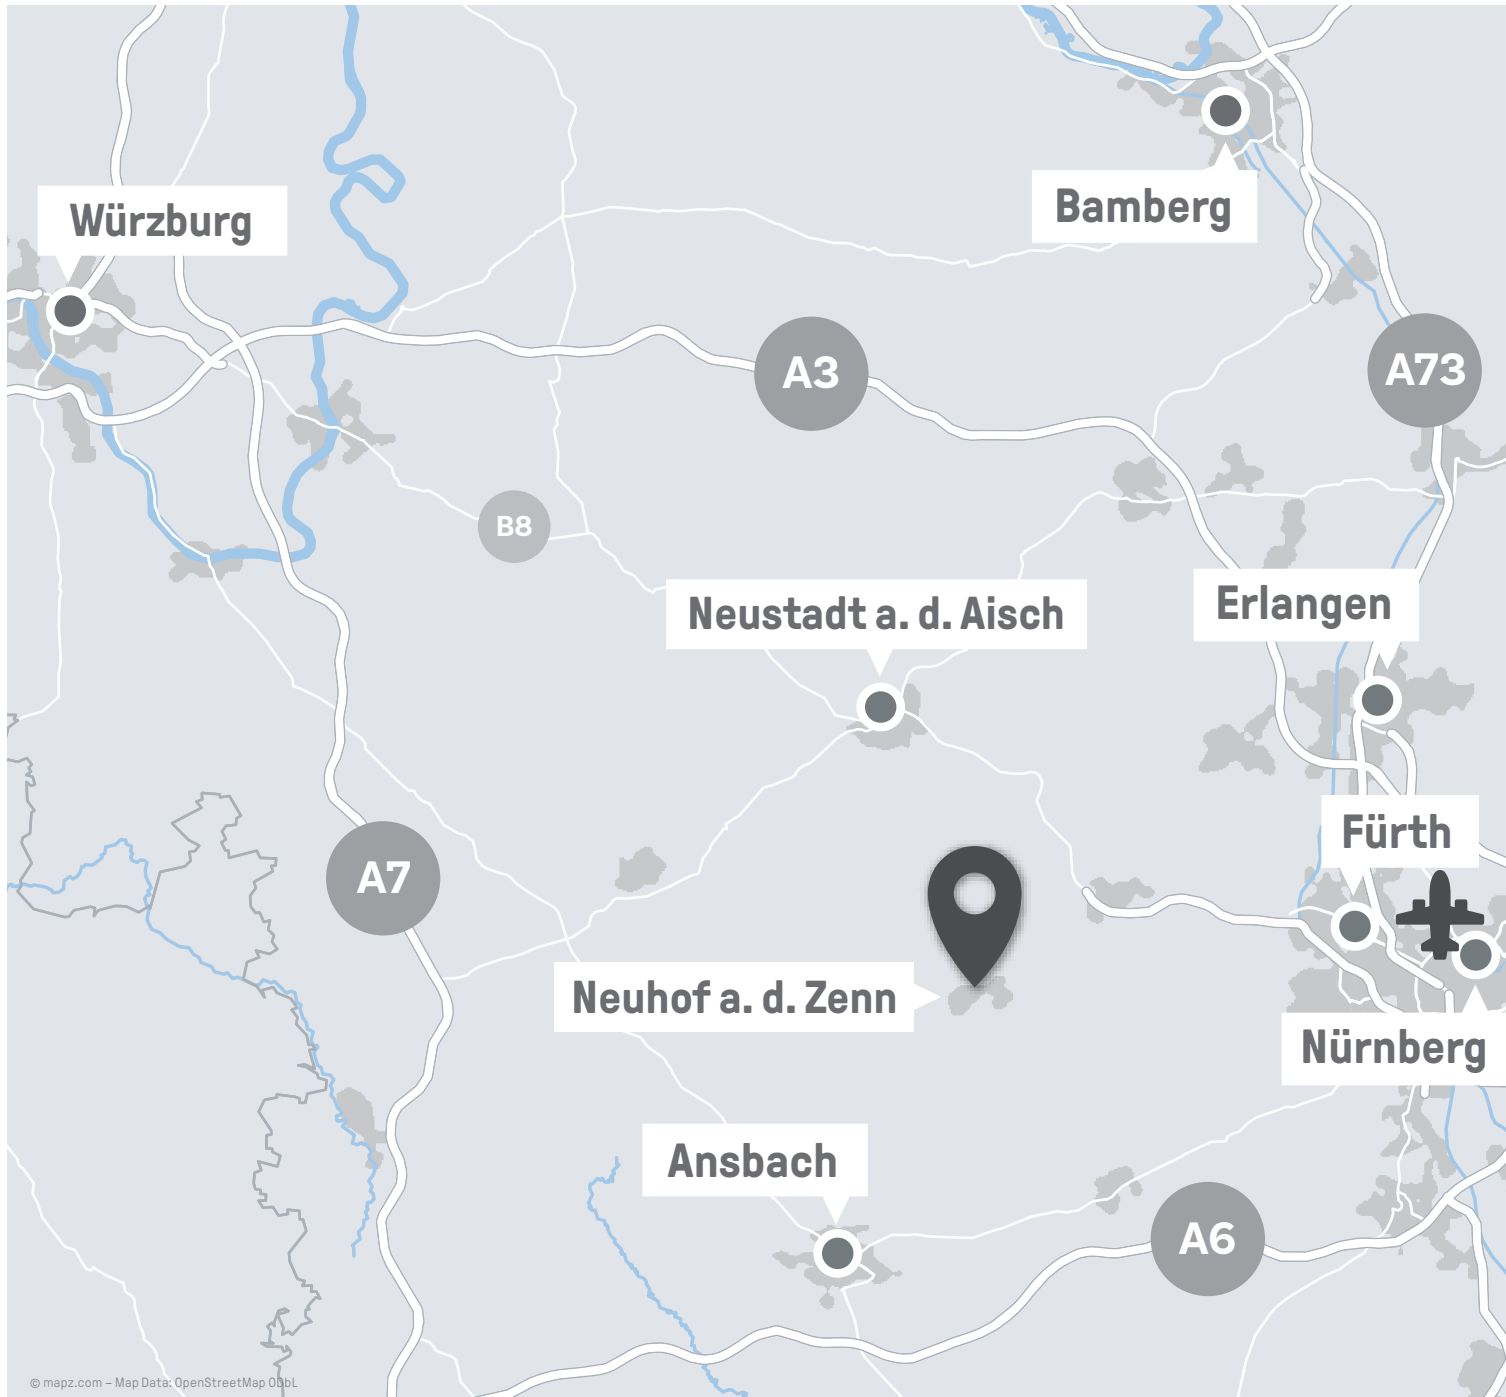 Bamberg
Würzburg
A3
A73
B8
Neustadt a. d. Aisch
Erlangen
Fürth
A7
Neuhof a. d. Zenn
Nürnberg
Ansbach
A6
© mapz.com – Map Data: OpenStreetMap ODbL